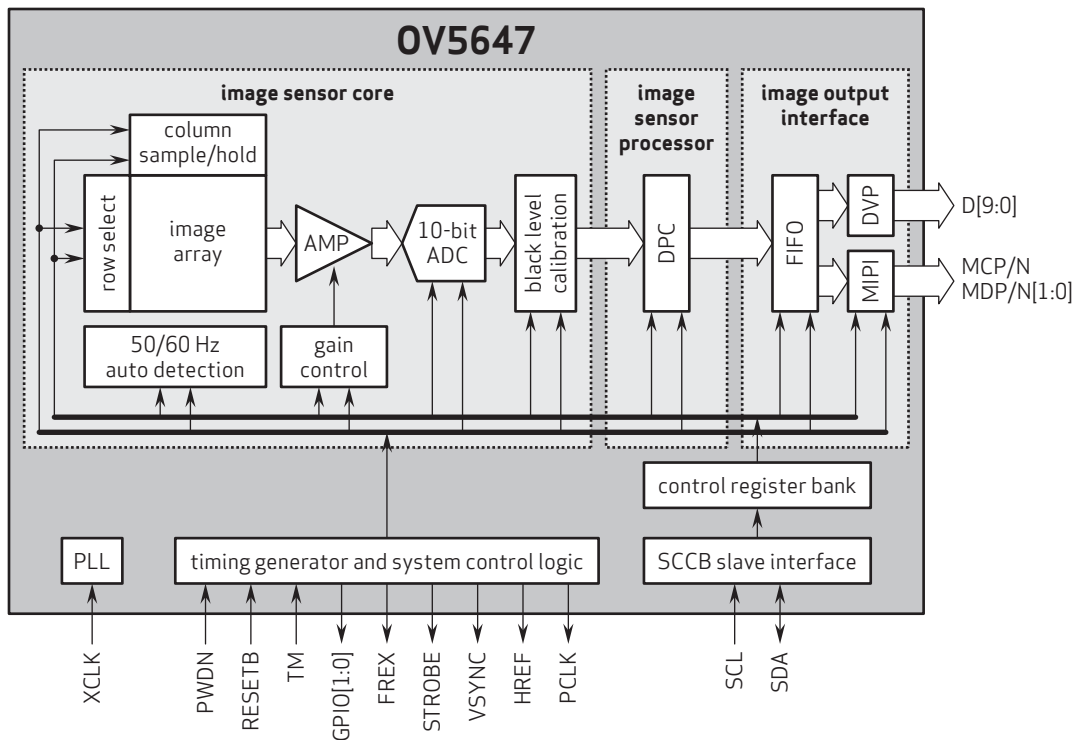 OV5647
image sensor core
image
sensor
processor
image output
interface
column
sample/hold
row select
image
array
AMP
10-bit
ADC
black level
calibration
DPC
FIFO
DVP
MIPI
D[9:0]
MCP/N
MDP/N[1:0]
50/60 Hz
auto detection
gain
control
control register bank
PLL
timing generator and system control logic
SCCB slave interface
XCLK
PWDN
RESETB
TM
GPIO[1:0]
FREX
STROBE
VSYNC
HREF
PCLK
SCL
SDA